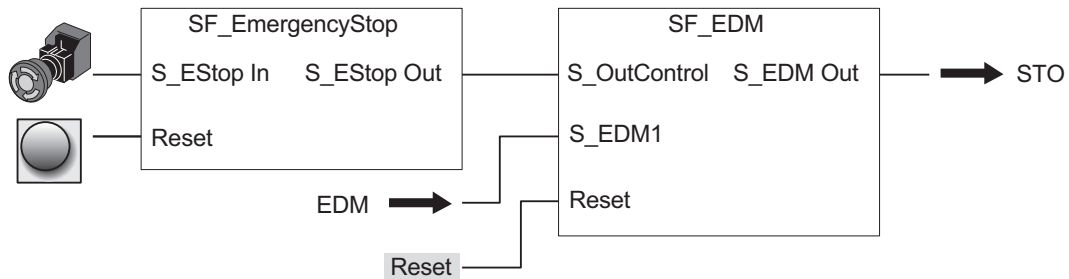 SF_EmergencyStop
S_EStop In S_EStop Out
Reset
SF_EDM
S_OutControl S_EDM Out
S_EDM1
Reset
STO
EDM
Reset